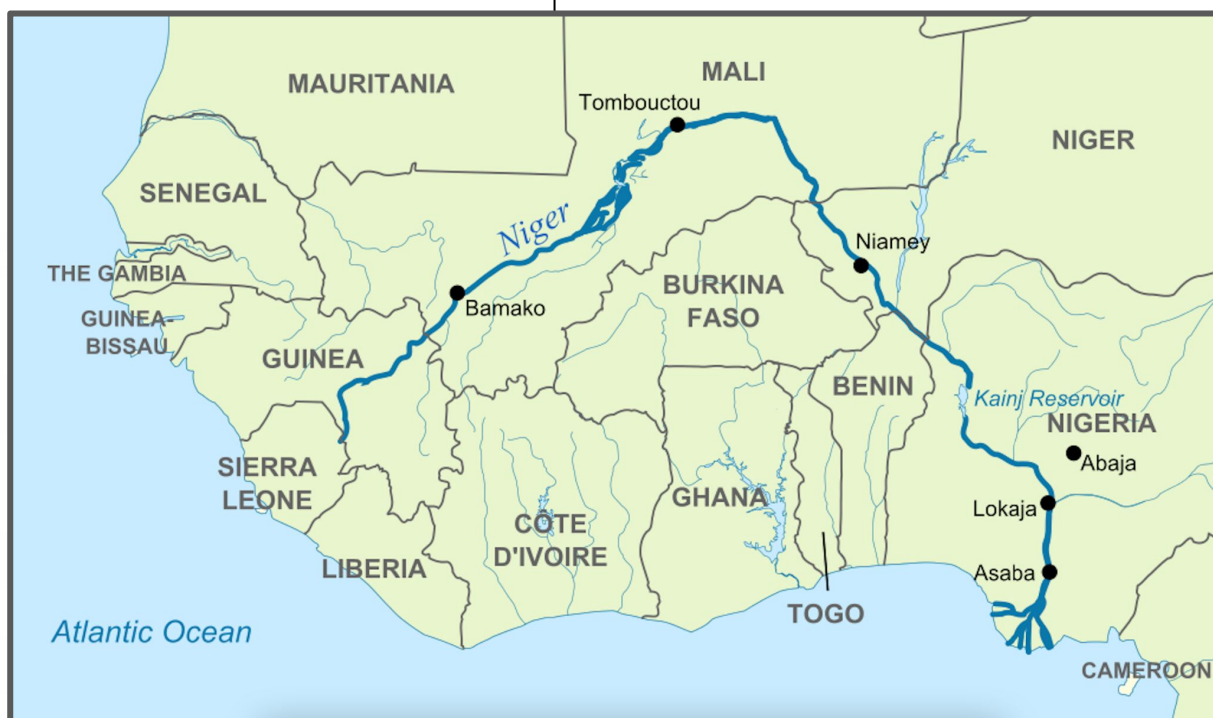 MAURITANIA
MALI
Tombouctou
NIGER
SENEGAL
Niger
Niamey
THE GAMBIA
BURKINA
FASO
Bamako
GUINEA-
BISSAU
GUINEA
BENIN
Kainj Reservoir
NIGERIA
Abaja
SIERRA
LEONE
GHANA
Lokaja
CÔTE
D'IVOIRE
LIBERIA
Asaba
TOGO
Atlantic Ocean
CAMEROON